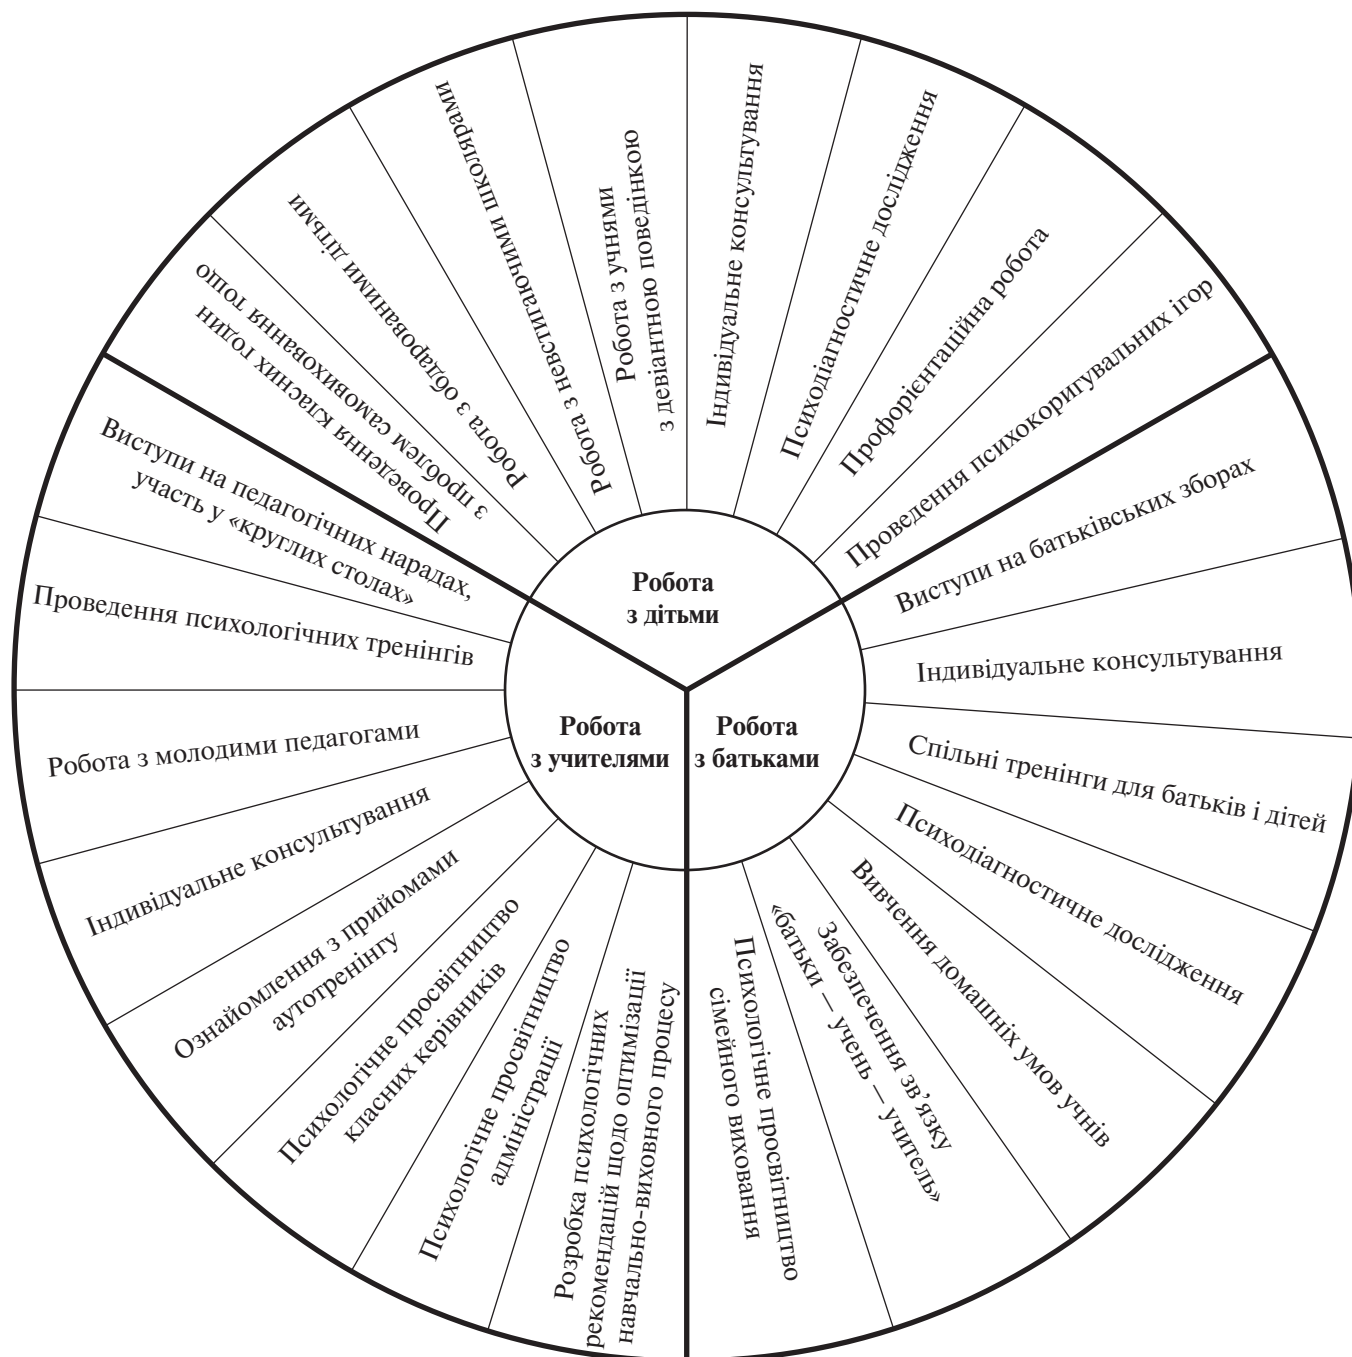 Робота
з дітьми
Проведення класних годин
з проблем самовиховання тощо
Робота з обдарованими дітьми
Робота з невстигаючими школярами
Робота з учнями
з девіантною поведінкою
Індивідуальне консультування
Психодіагностичне дослідження
Профорієнтаційна робота
Проведення психокоригувальних ігор
Робота
з батьками
Виступи на батьківських зборах
Індивідуальне консультування
Спільні тренінги для батьків і дітей
Психодіагностичне дослідження
Вивчення домашніх умов учнів
Забезпечення зв’язку
«батьки — учень — учитель»
Психологічне просвітництво
сімейного виховання
Робота
з учителями
Розробка психологічних
рекомендацій щодо оптимізації
навчально-виховного процесу
Психологічне просвітництво
адміністрації
Психологічне просвітництво
класних керівників
Ознайомлення з прийомами
аутотренінгу
Індивідуальне консультування
Робота з молодими педагогами
Проведення психологічних тренінгів
Виступи на педагогічних нарадах,
участь у «круглих столах»